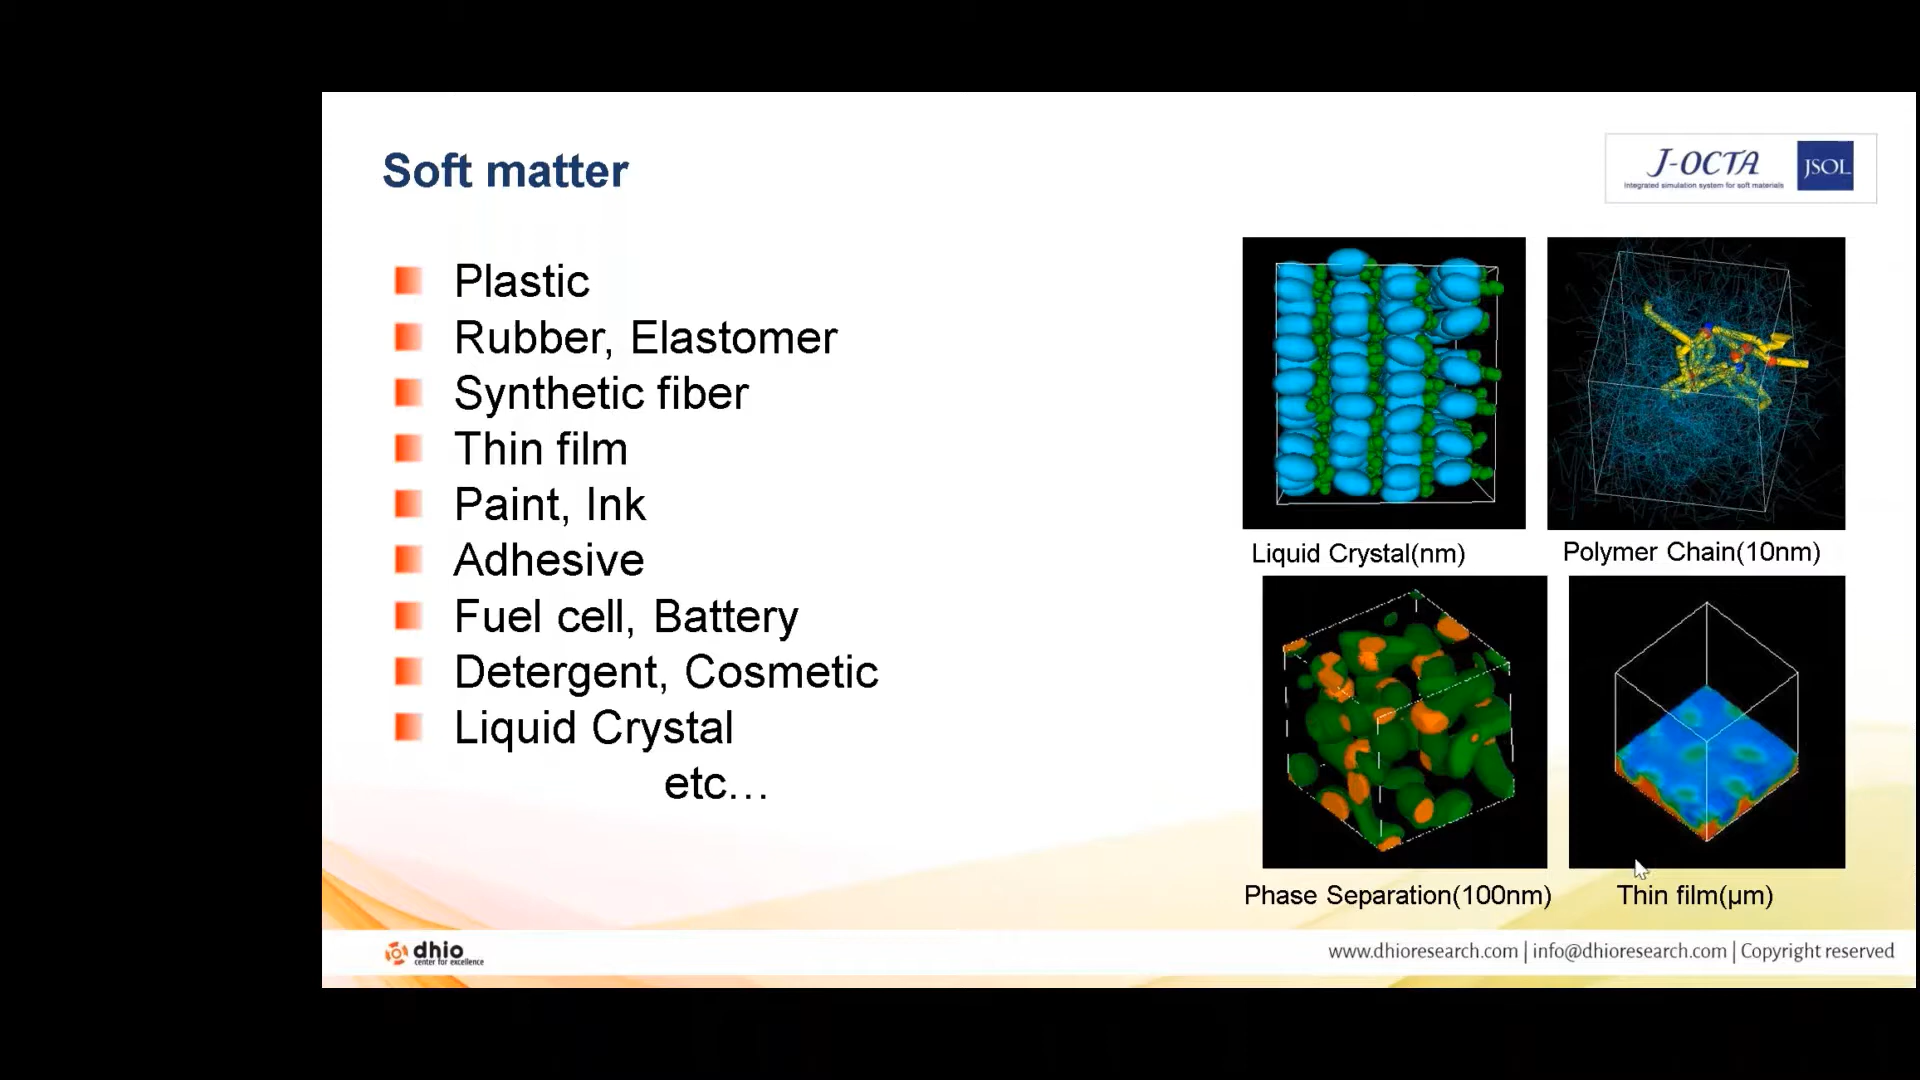 Soft matter
J-OCTA
Integrated simulation system for soft materials
JSOL
Plastic
Rubber, Elastomer
Synthetic fiber
Thin film
Paint, Ink
Adhesive
Fuel cell, Battery
Detergent, Cosmetic
Liquid Crystal
etc…
Liquid Crystal(nm)
Polymer Chain(10nm)
Phase Separation(100nm)
Thin film(μm)
dhio
center for excellence
www.dhioresearch.com | info@dhioresearch.com | Copyright reserved